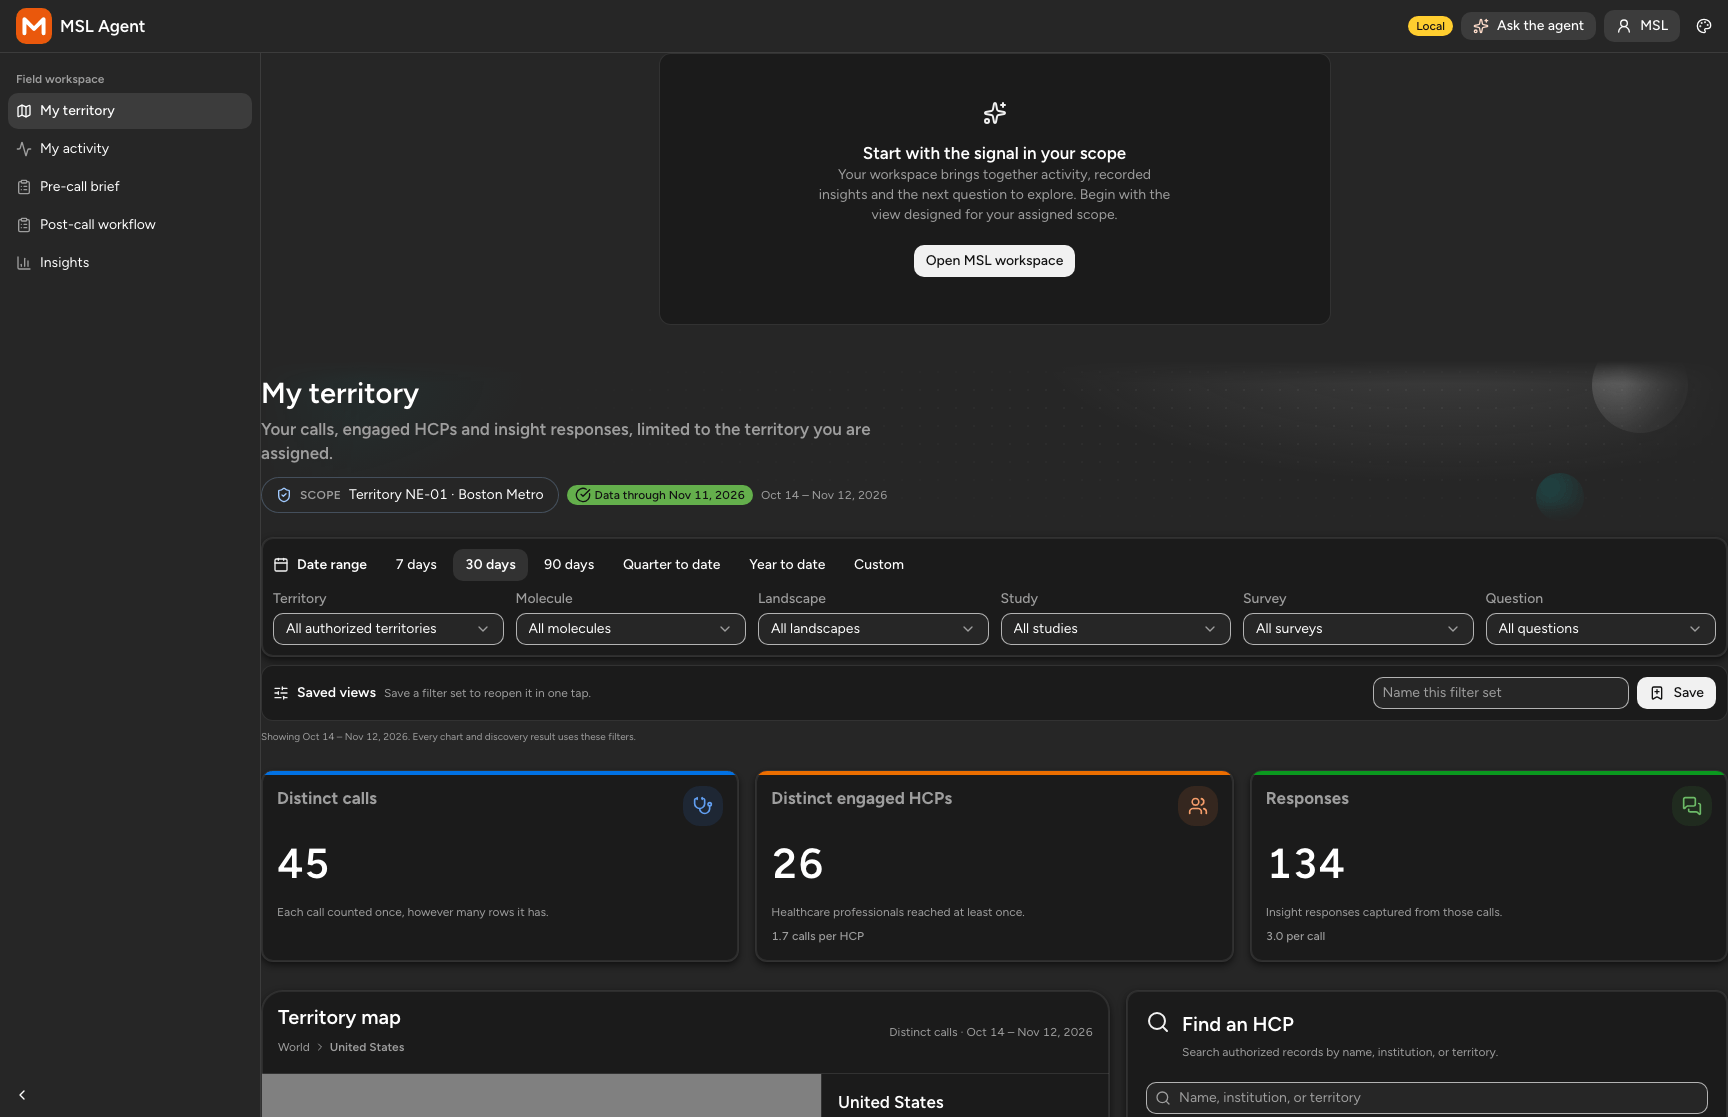 MSL Agent
Local
Ask the agent
MSL
Field workspace
My territory
My activity
Pre-call brief
Post-call workflow
Insights
Start with the signal in your scope
Your workspace brings together activity, recorded
insights and the next question to explore. Begin with the
view designed for your assigned scope.
Open MSL workspace
My territory
Your calls, engaged HCPs and insight responses, limited to the territory you are
assigned.
SCOPE Territory NE-01 · Boston Metro
Data through Nov 11, 2026
Oct 14 – Nov 12, 2026
Date range
7 days
30 days
90 days
Quarter to date
Year to date
Custom
Territory
Molecule
Landscape
Study
Survey
Question
All authorized territories
All molecules
All landscapes
All studies
All surveys
All questions
Saved views
Save a filter set to reopen it in one tap.
Name this filter set
Save
Showing Oct 14 – Nov 12, 2026. Every chart and discovery result uses these filters.
Distinct calls
45
Each call counted once, however many rows it has.
Distinct engaged HCPs
26
Healthcare professionals reached at least once.
1.7 calls per HCP
Responses
134
Insight responses captured from those calls.
3.0 per call
Territory map
World > United States
Distinct calls · Oct 14 – Nov 12, 2026
United States
Find an HCP
Search authorized records by name, institution, or territory.
Name, institution, or territory